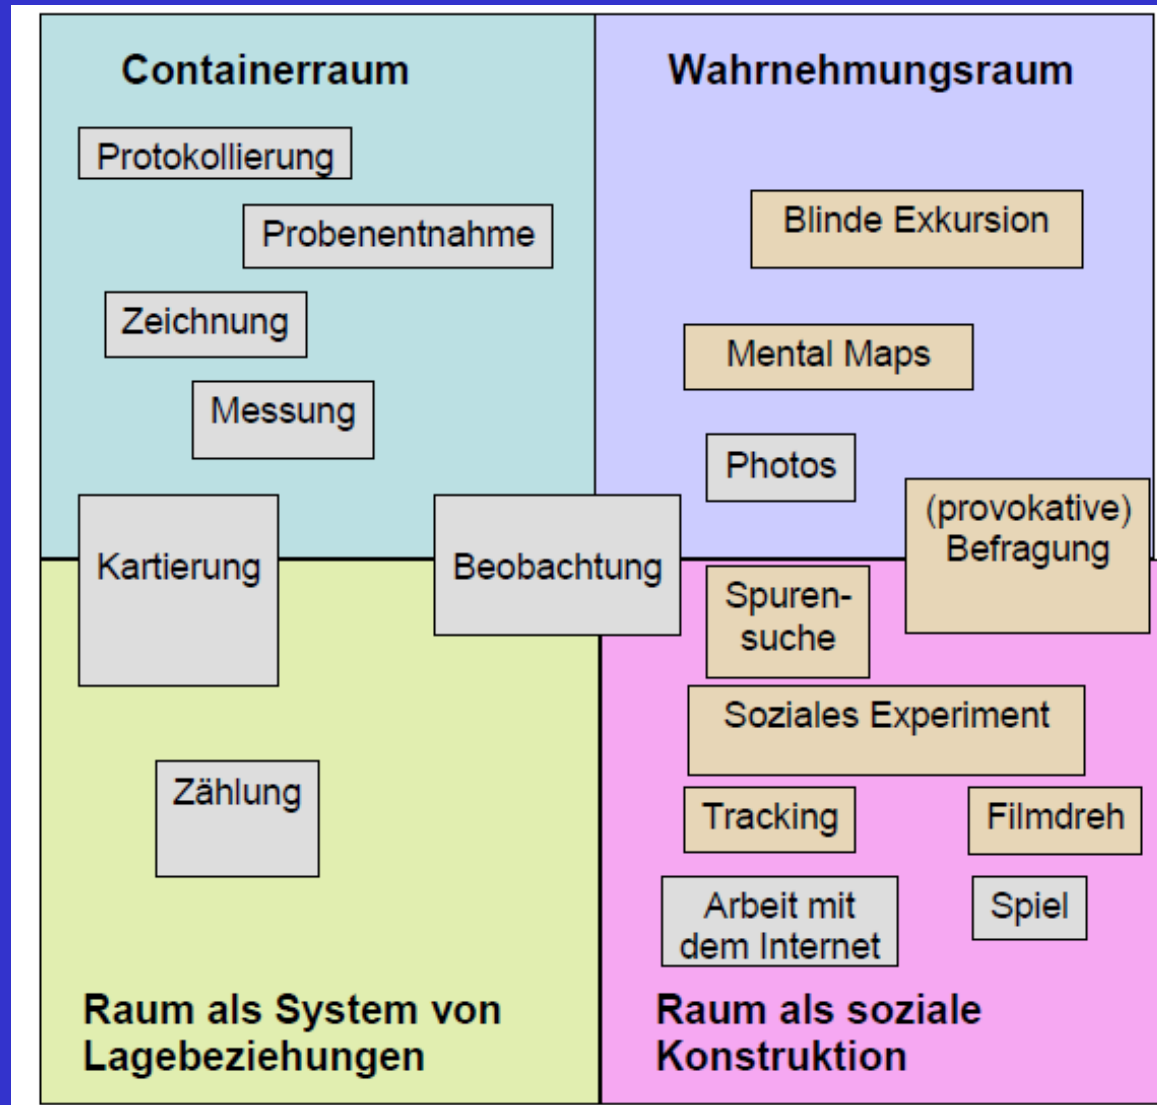 Containerraum
Wahrnehmungsraum
Protokollierung
Probenentnahme
Zeichnung
Messung
Blinde Exkursion
Mental Maps
Photos
(provokative)
Befragung
Kartierung
Beobachtung
Spuren-
suche
Soziales Experiment
Zählung
Tracking
Filmdreh
Arbeit mit
dem Internet
Spiel
Raum als System von
Lagebeziehungen
Raum als soziale
Konstruktion